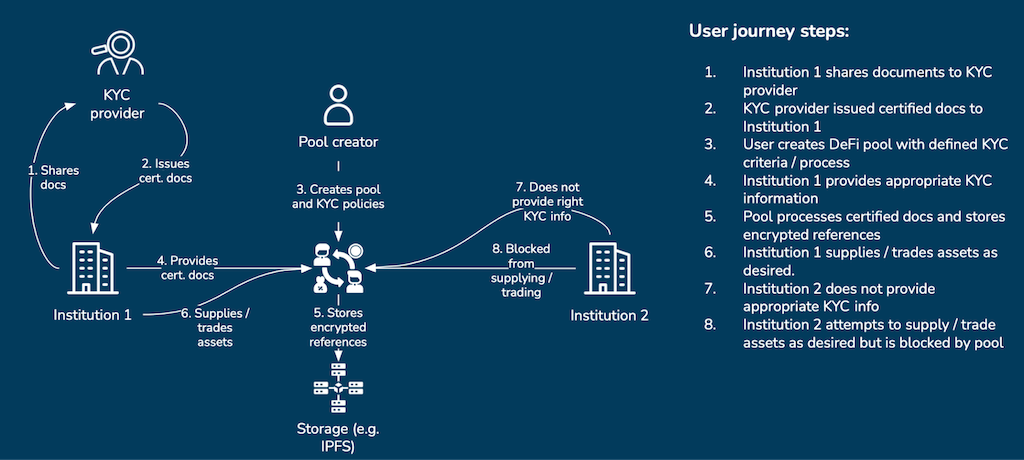 KYC
provider
1. Shares
docs
2. Issues
cert. docs
Pool creator
3. Creates pool
and KYC policies
Institution 1
4. Provides
cert. docs
6. Supplies /
trades
assets
5. Stores
encrypted
references
Storage (e.g.
IPFS)
7. Does not
provide right
KYC info
8. Blocked
from
supplying /
trading
Institution 2
User journey steps:
1. Institution 1 shares documents to KYC
provider
2. KYC provider issued certified docs to
Institution 1
3. User creates DeFi pool with defined KYC
criteria / process
4. Institution 1 provides appropriate KYC
information
5. Pool processes certified docs and stores
encrypted references
6. Institution 1 supplies / trades assets as
desired.
7. Institution 2 does not provide
appropriate KYC info
8. Institution 2 attempts to supply / trade
assets as desired but is blocked by pool